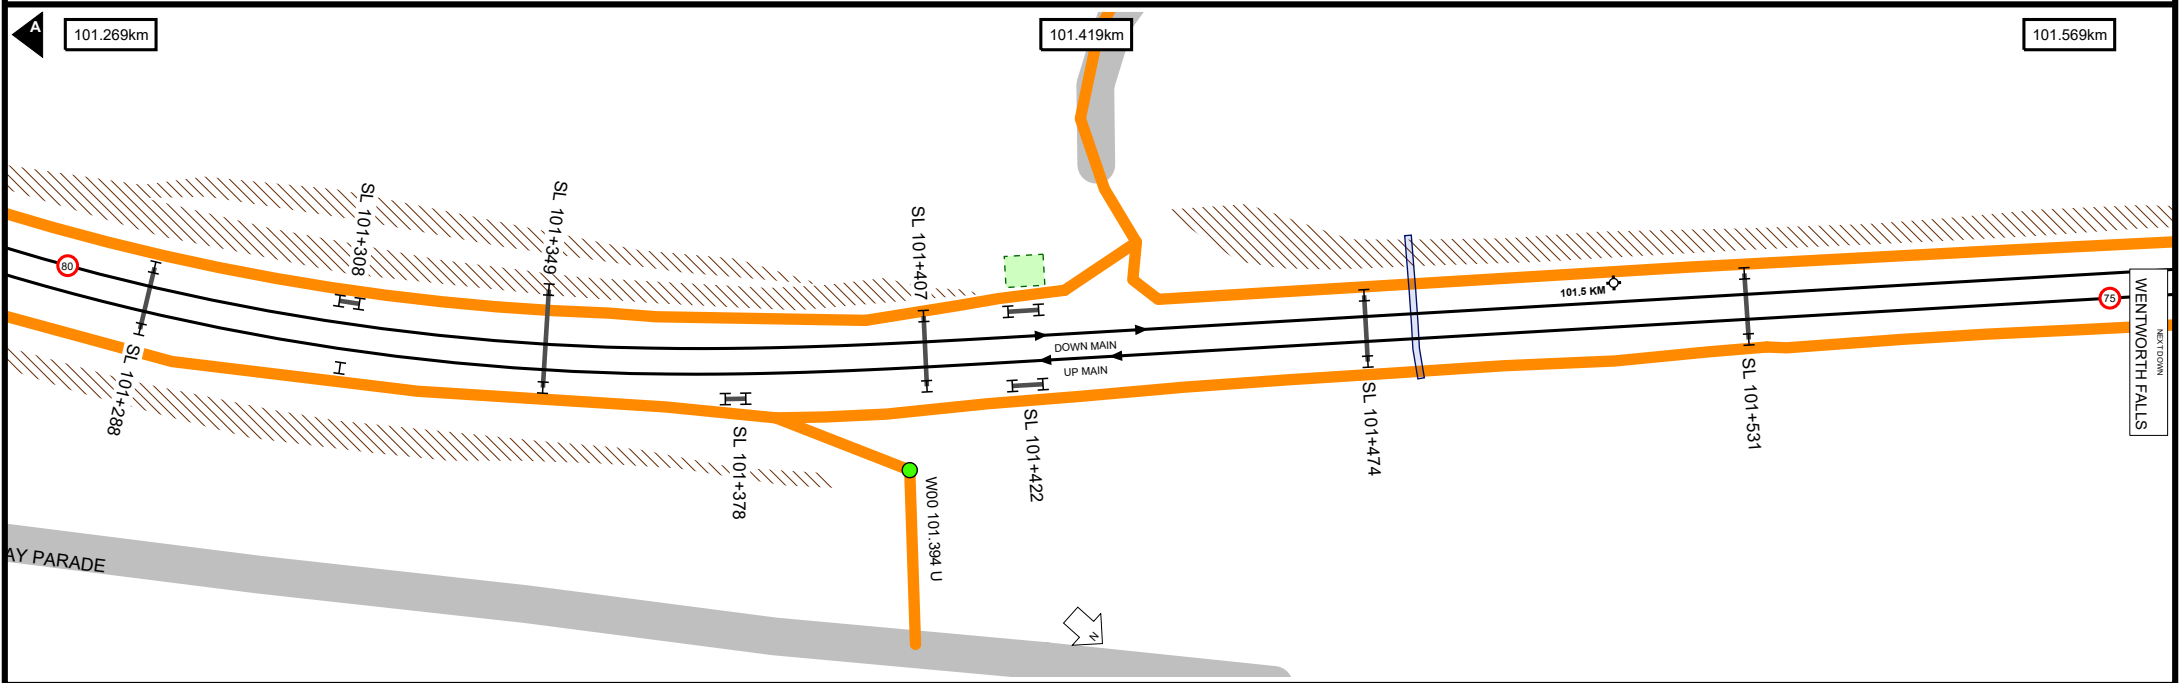 A
101.269km
101.419km
101.569km
SL 101+308
SL 101+349
SL 101+407
80
101.5 KM
DOWN MAIN
UP MAIN
75
WENTWORTH FALLS
NEXT DOWN
SL 101+288
SL 101+378
SL 101+422
SL 101+474
SL 101+531
W00 101.394 U
AY PARADE
N